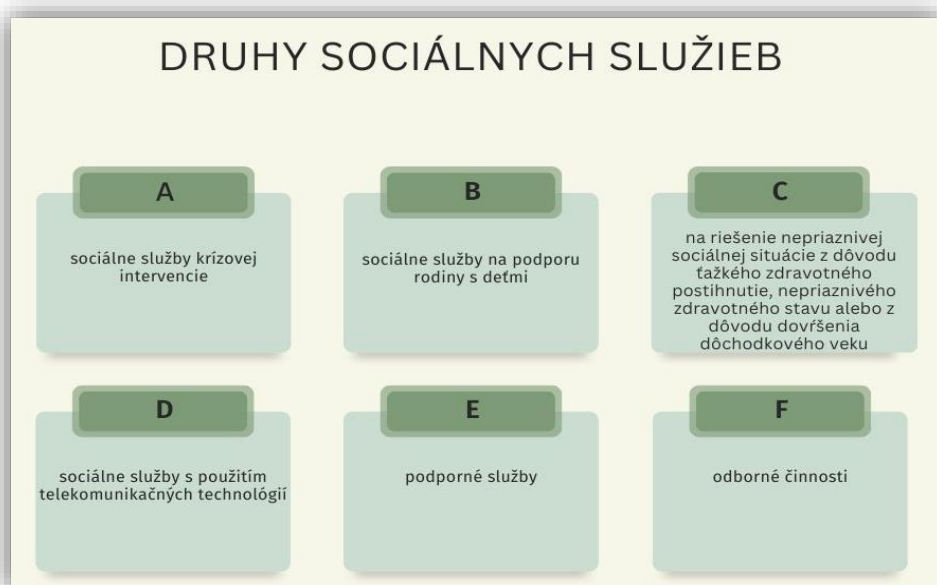 DRUHY SOCIÁLNYCH SLUŽIEB
A
sociálne služby krízovej
intervencie
B
sociálne služby na podporu
rodiny s deťmi
C
na riešenie nepriaznivej
sociálnej situácie z dôvodu
ťažkého zdravotného
postihnutie, nepriaznivého
zdravotného stavu alebo z
dôvodu dovŕšenia
dôchodkového veku
D
sociálne služby s použitím
telekomunikačných technológií
E
podporné služby
F
odborné činnosti